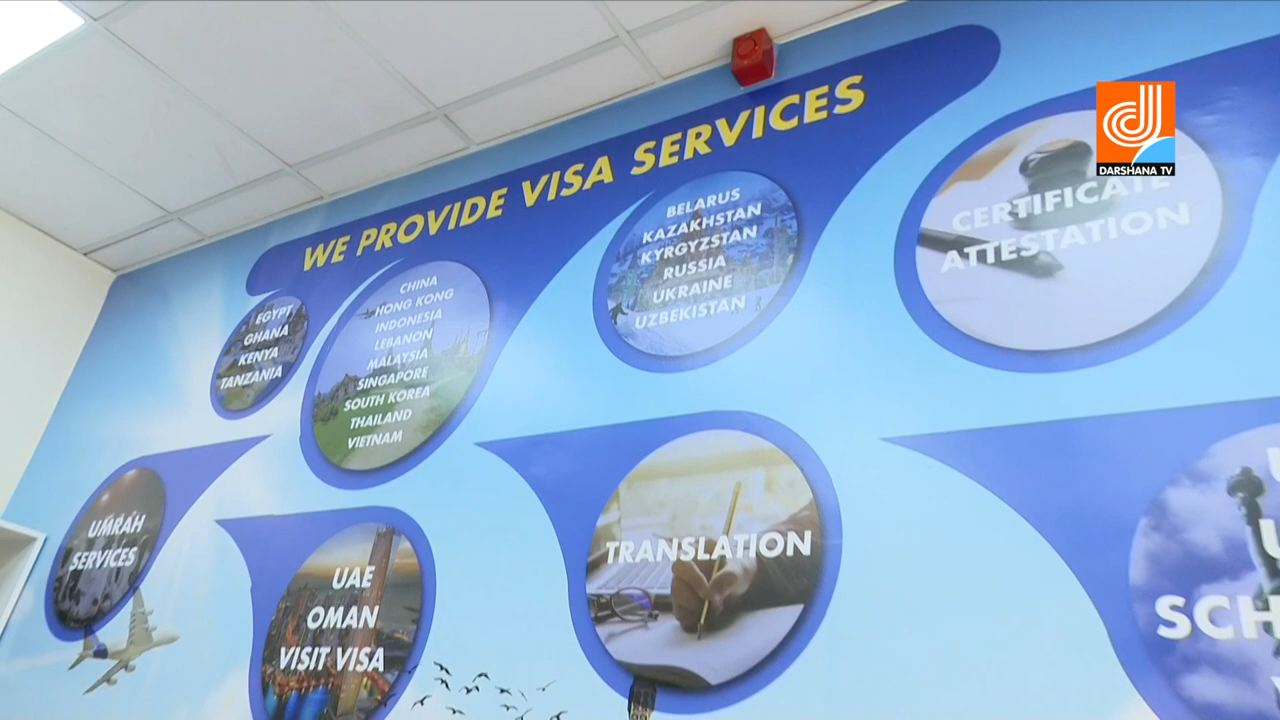 DARSHANA TV
WE PROVIDE VISA SERVICES
EGYPT
GHANA
KENYA
TANZANIA
CHINA
HONG KONG
INDONESIA
LEBANON
MALAYSIA
SINGAPORE
SOUTH KOREA
THAILAND
VIETNAM
BELARUS
KAZAKHSTAN
KYRGYZSTAN
RUSSIA
UKRAINE
UZBEKISTAN
CERTIFICATE
ATTESTATION
UMRAH
SERVICES
UAE
OMAN
VISIT VISA
TRANSLATION